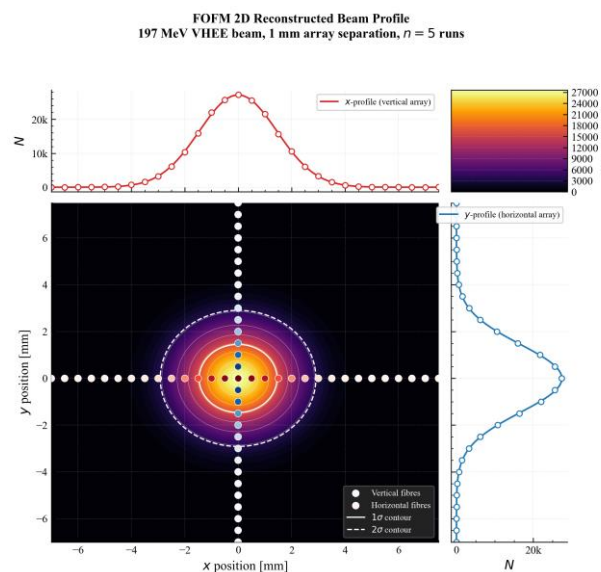 FOFM 2D Reconstructed Beam Profile
197 MeV VHEE beam, 1 mm array separation, n = 5 runs
N
20k
10k
0
x-profile (vertical array)
27000
24000
21000
18000
15000
12000
9000
6000
3000
0
y position [mm]
6
4
2
0
−2
−4
−6
−6
−4
−2
0
2
4
6
x position [mm]
Vertical fibres
Horizontal fibres
1σ contour
2σ contour
y-profile (horizontal array)
0
20k
N